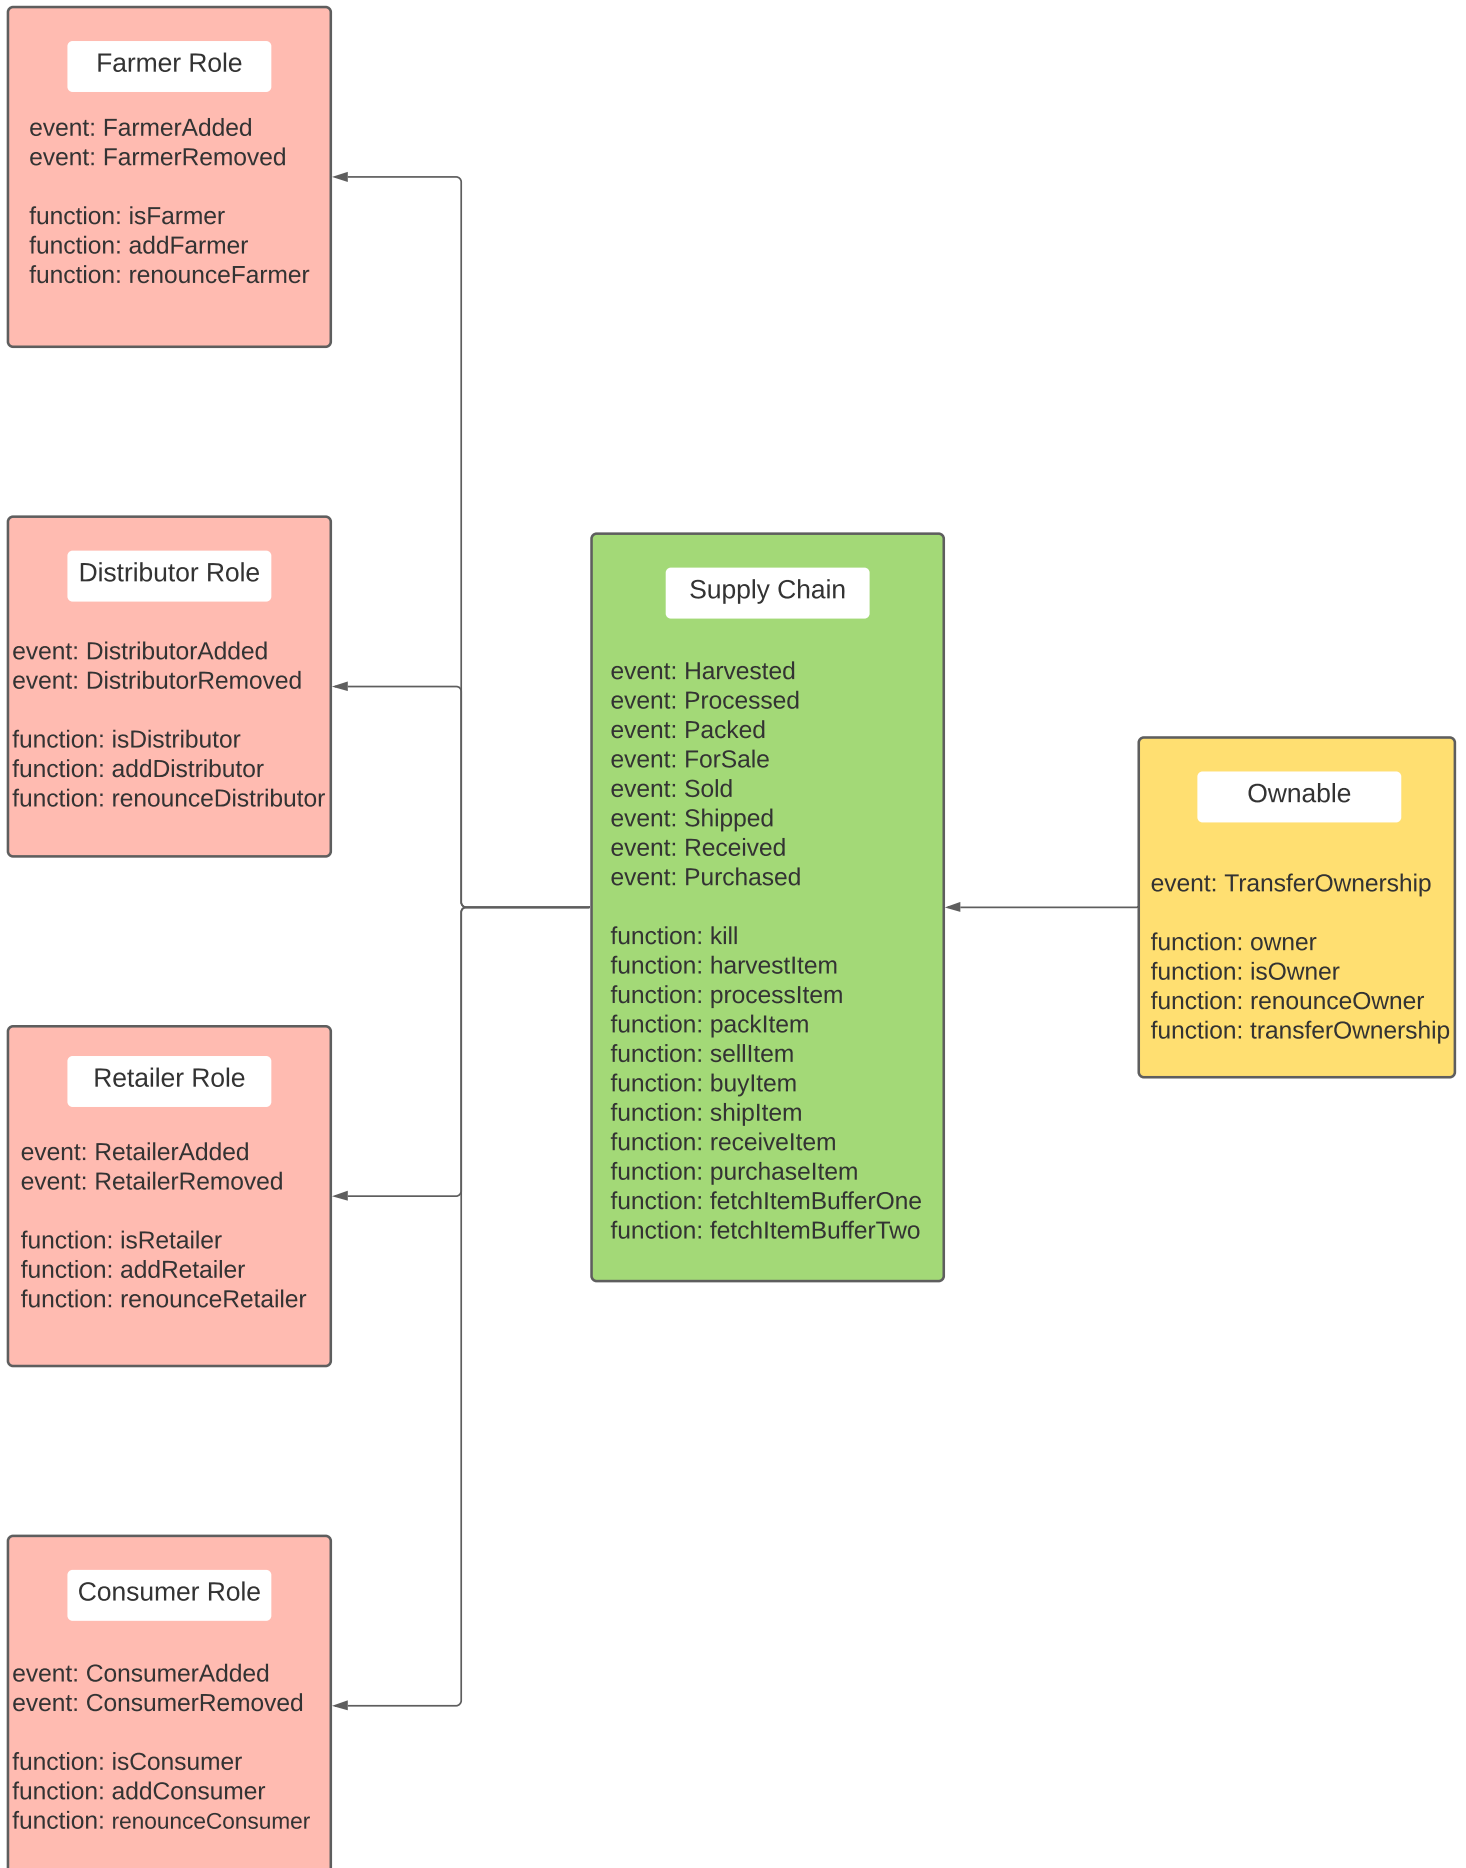 Farmer Role
event: FarmerAdded
event: FarmerRemoved
function: isFarmer
function: addFarmer
function: renounceFarmer
Distributor Role
event: DistributorAdded
event: DistributorRemoved
function: isDistributor
function: addDistributor
function: renounceDistributor
Retailer Role
event: RetailerAdded
event: RetailerRemoved
function: isRetailer
function: addRetailer
function: renounceRetailer
Consumer Role
event: ConsumerAdded
event: ConsumerRemoved
function: isConsumer
function: addConsumer
function: renounceConsumer
Supply Chain
event: Harvested
event: Processed
event: Packed
event: ForSale
event: Sold
event: Shipped
event: Received
event: Purchased
function: kill
function: harvestItem
function: processItem
function: packItem
function: sellItem
function: buyItem
function: shipItem
function: receiveItem
function: purchaseItem
function: fetchItemBufferOne
function: fetchItemBufferTwo
Ownable
event: TransferOwnership
function: owner
function: isOwner
function: renounceOwner
function: transferOwnership